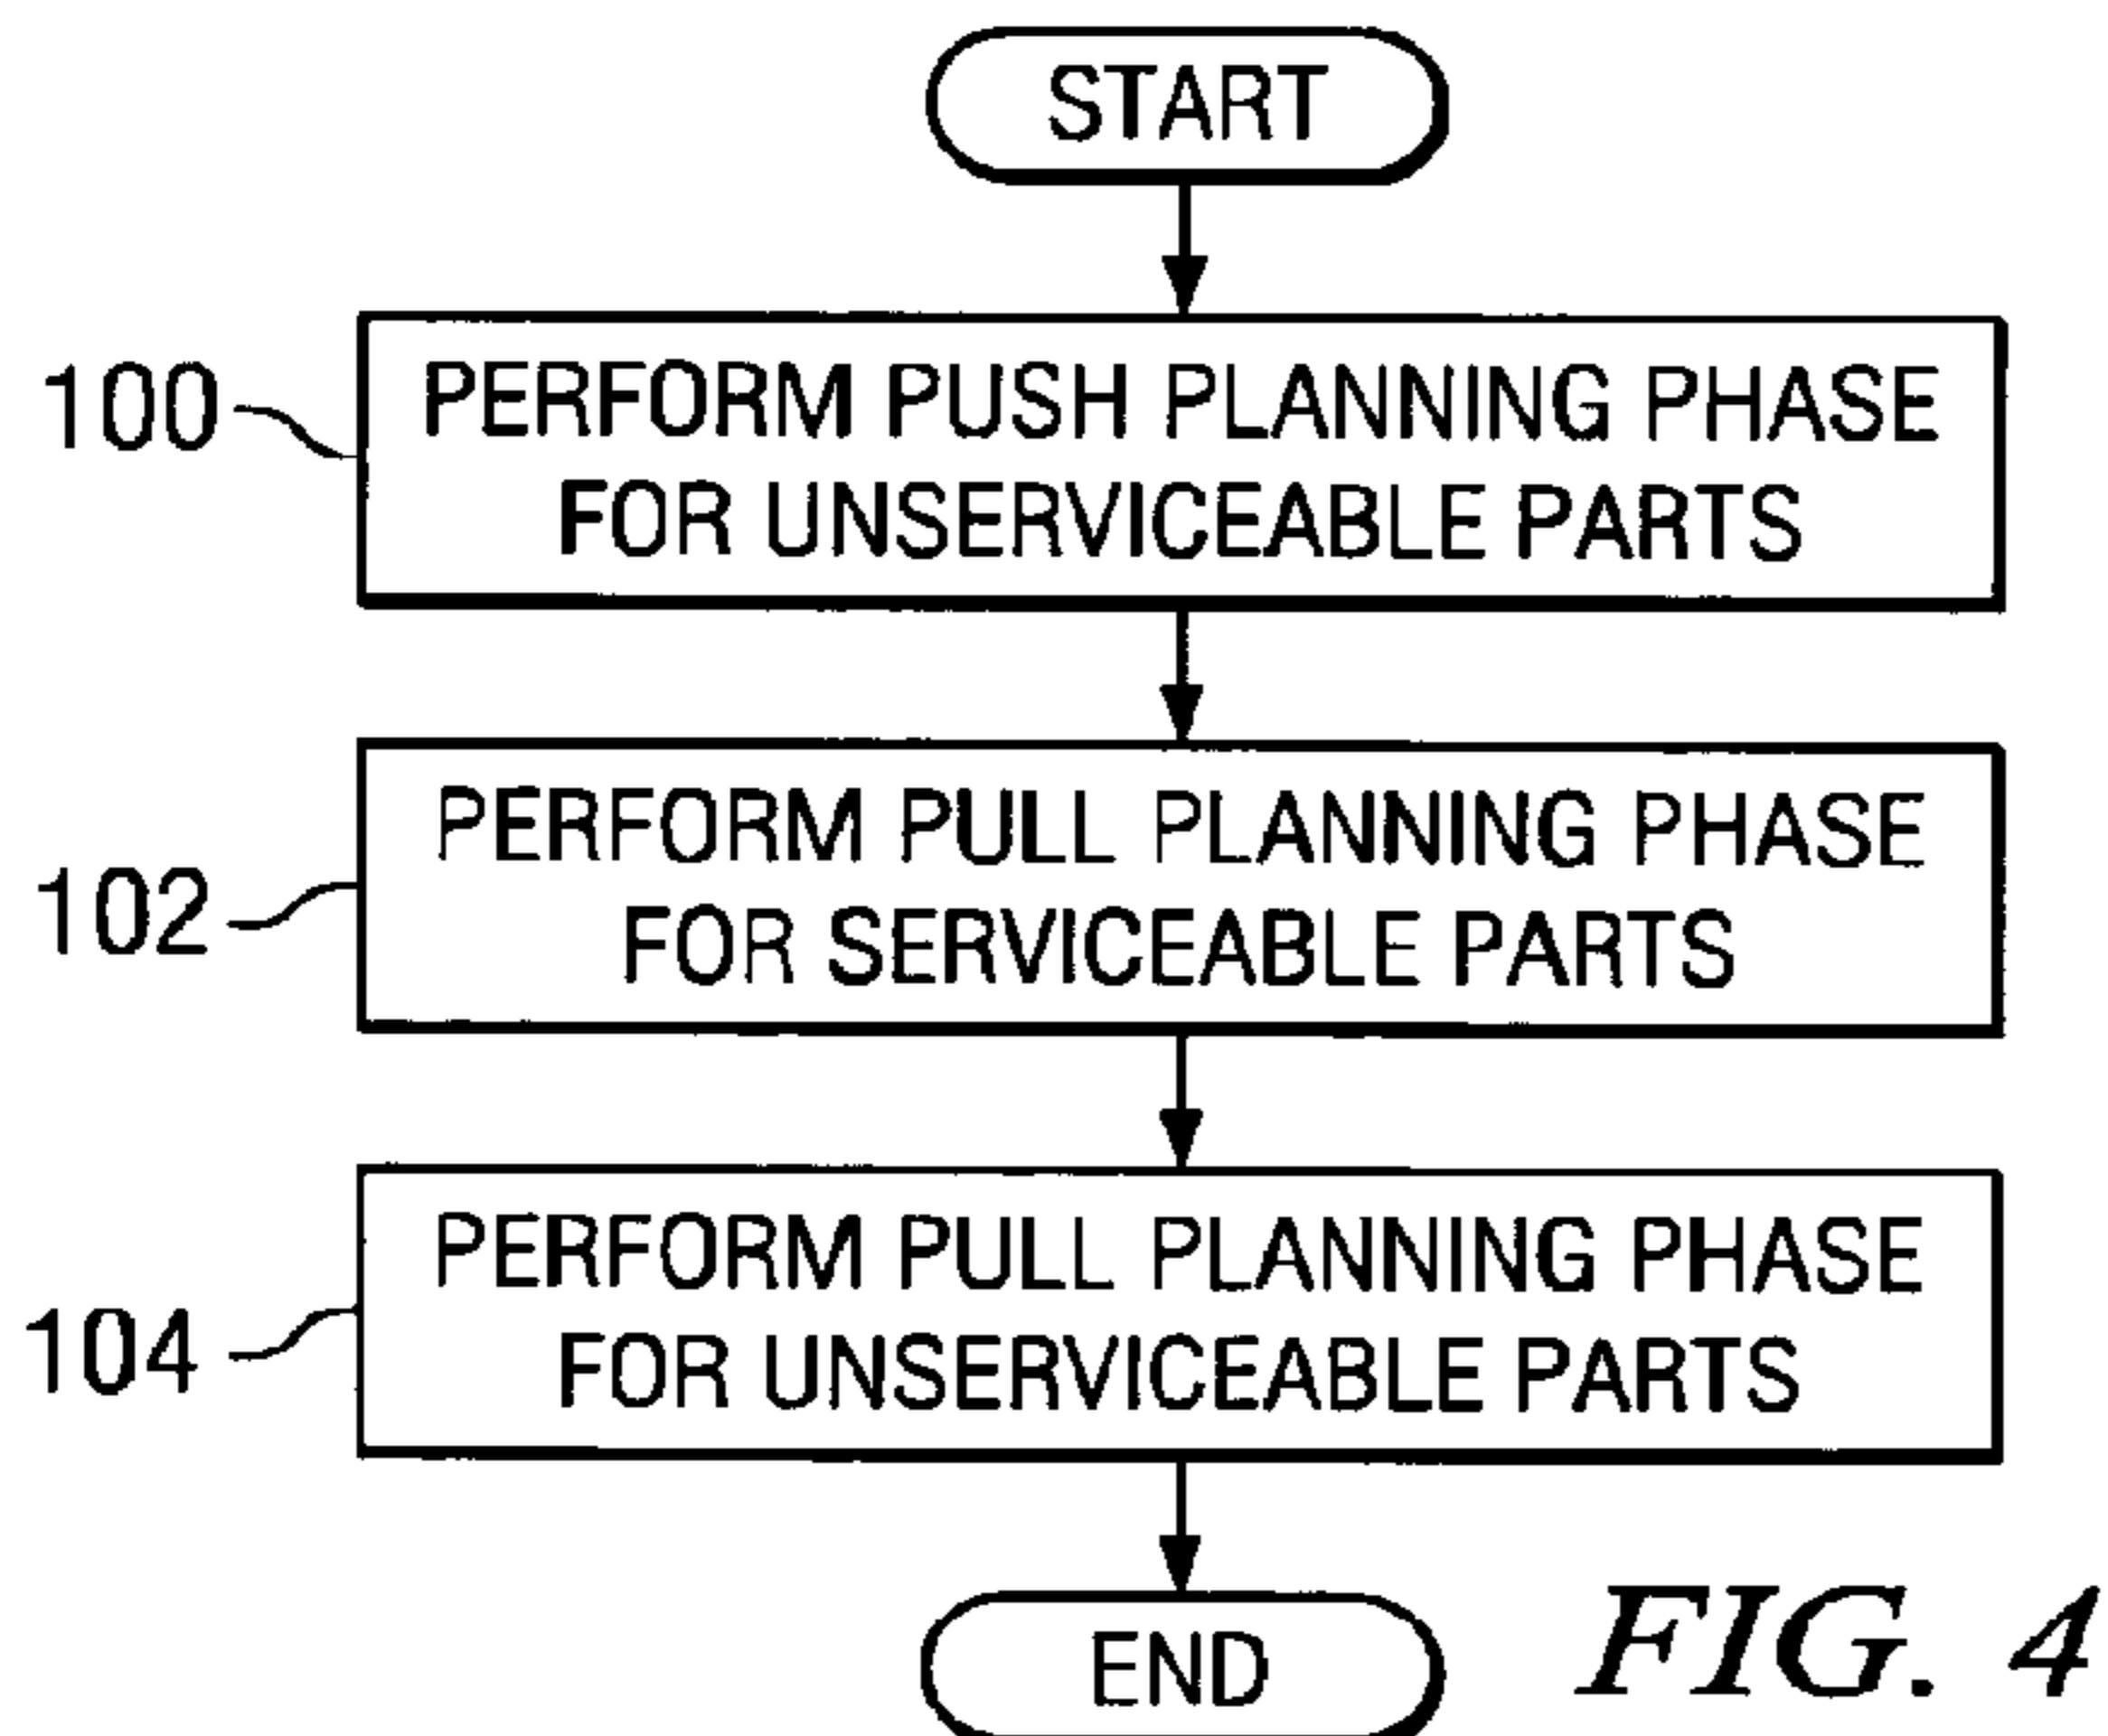 START
100
PERFORM PUSH PLANNING PHASE
FOR UNSERVICEABLE PARTS
102
PERFORM PULL PLANNING PHASE
FOR SERVICEABLE PARTS
104
PERFORM PULL PLANNING PHASE
FOR UNSERVICEABLE PARTS
END
FIG. 4